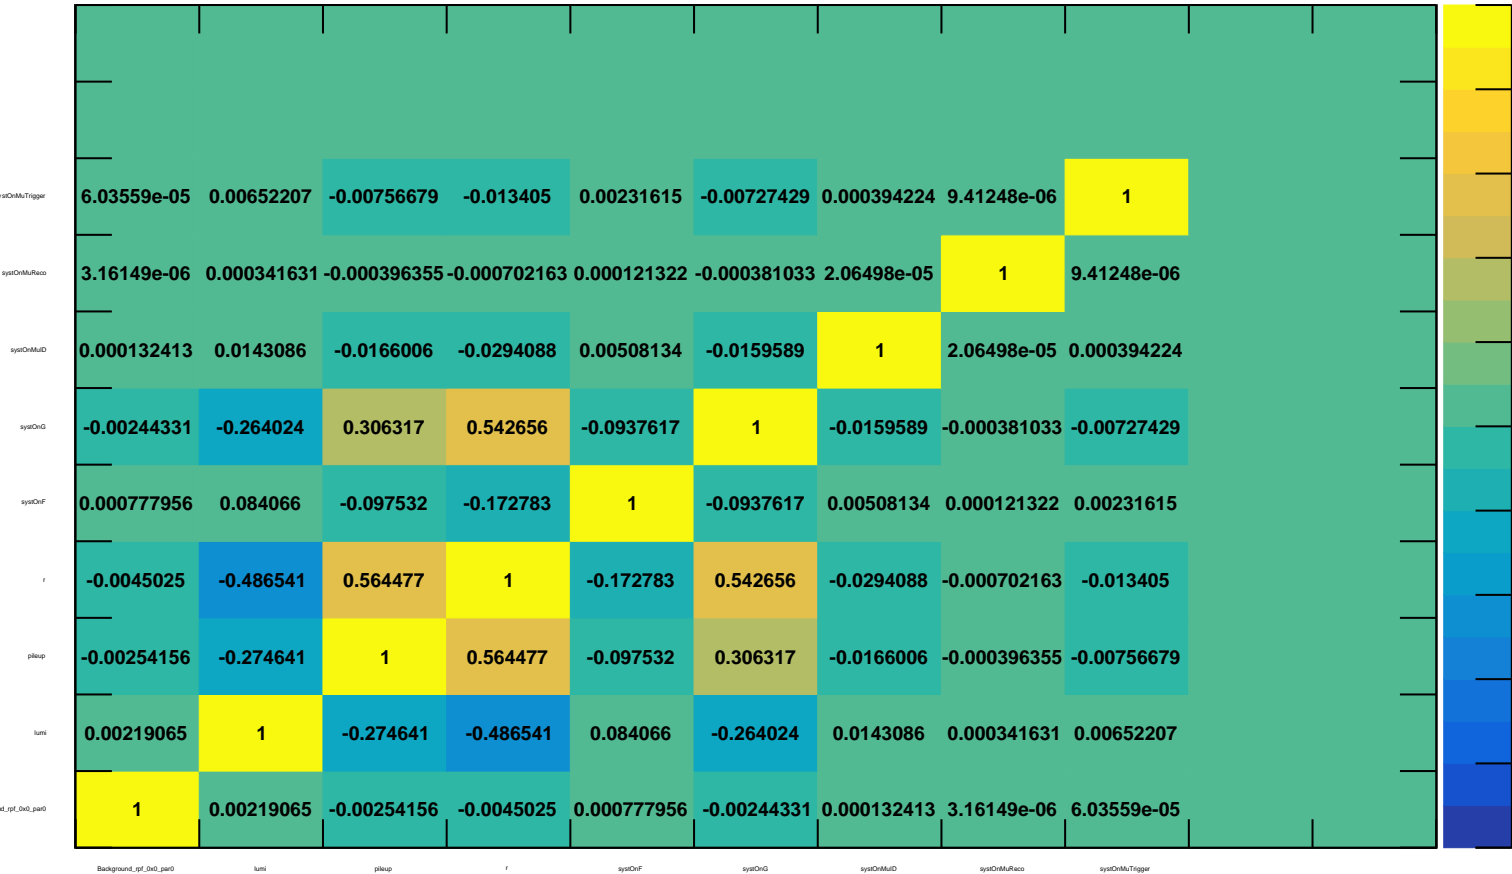 ystOnMuTrigger 6.03559e-05 0.00652207 -0.00756679 -0.013405 0.00231615 -0.00727429 0.000394224 9.41248e-06 1
systOnMuReco 3.16149e-06 0.000341631 -0.000396355 -0.000702163 0.000121322 -0.000381033 2.06498e-05 1 9.41248e-06
systOnMuID 0.000132413 0.0143086 -0.0166006 -0.0294088 0.00508134 -0.0159589 1 2.06498e-05 0.000394224
systOnG -0.00244331 -0.264024 0.306317 0.542656 -0.0937617 1 -0.0159589 -0.000381033 -0.00727429
systOnF 0.000777956 0.084066 -0.097532 -0.172783 1 -0.0937617 0.00508134 0.000121322 0.00231615
r -0.0045025 -0.486541 0.564477 1 -0.172783 0.542656 -0.0294088 -0.000702163 -0.013405
pileup -0.00254156 -0.274641 1 0.564477 -0.097532 0.306317 -0.0166006 -0.000396355 -0.00756679
lumi 0.00219065 1 -0.274641 -0.486541 0.084066 -0.264024 0.0143086 0.000341631 0.00652207
nd_rpf_0x0_par0 1 0.00219065 -0.00254156 -0.0045025 0.000777956 -0.00244331 0.000132413 3.16149e-06 6.03559e-05
Background_rpf_0x0_par0 lumi pileup r systOnF systOnG systOnMuID systOnMuReco systOnMuTrigger